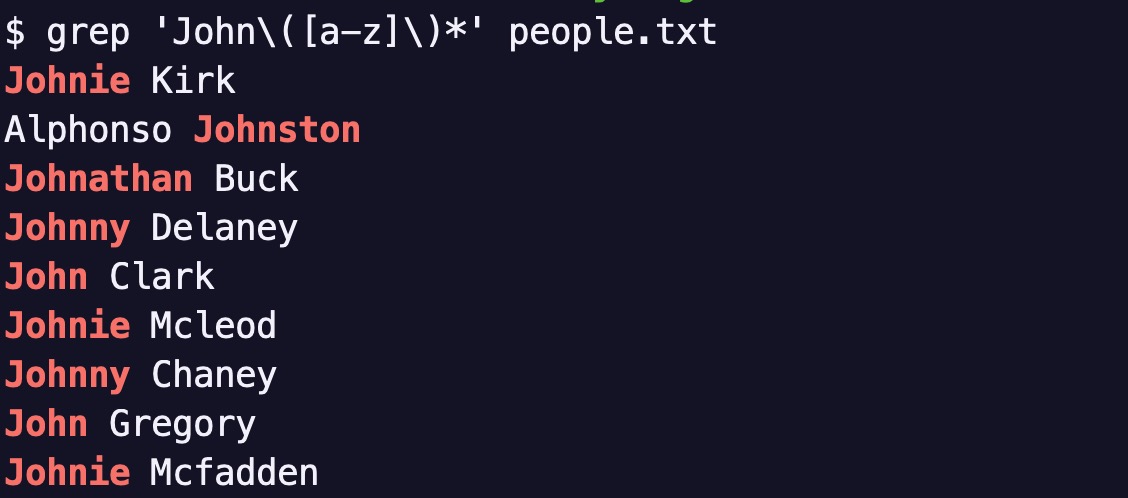 $ grep 'John\([a-z]\)*' people.txt
Johnie Kirk
Alphonso Johnston
Johnathan Buck
Johnny Delaney
John Clark
Johnie Mcleod
Johnny Chaney
John Gregory
Johnie Mcfadden